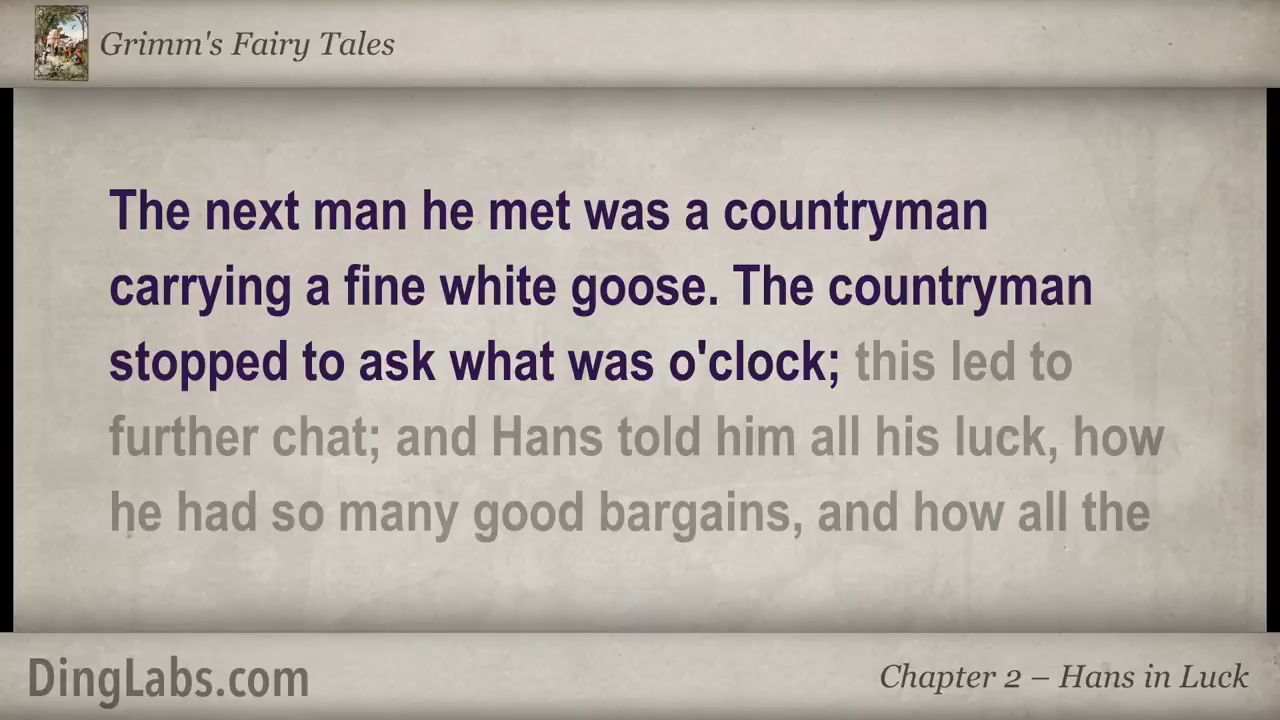 Grimm's Fairy Tales
The next man he met was a countryman
carrying a fine white goose. The countryman
stopped to ask what was o'clock; this led to
further chat; and Hans told him all his luck, how
he had so many good bargains, and how all the
DingLabs.com
Chapter 2 – Hans in Luck